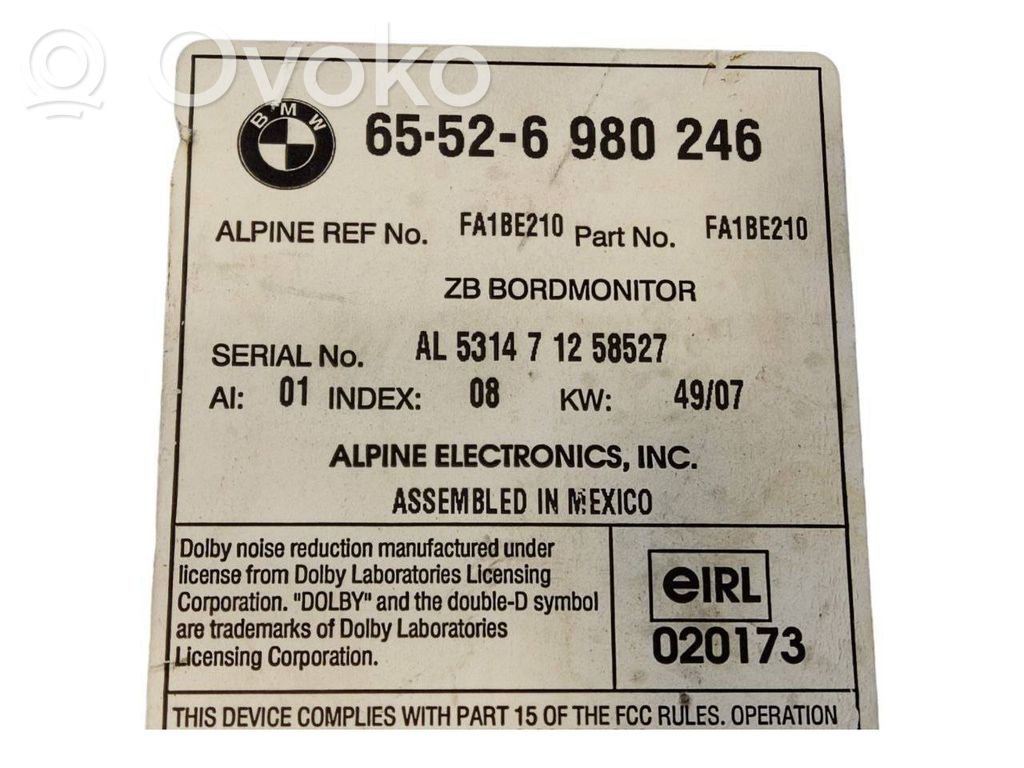 Ovoko
BMW
65-52-6 980 246
ALPINE REF No. FA1BE210 Part No. FA1BE210
ZB BORDMONITOR
SERIAL No. AL 5314 7 12 58527
AI: 01 INDEX: 08 KW: 49/07
ALPINE ELECTRONICS, INC.
ASSEMBLED IN MEXICO
Dolby noise reduction manufactured under
license from Dolby Laboratories Licensing
Corporation. "DOLBY" and the double-D symbol
are trademarks of Dolby Laboratories
Licensing Corporation.
eIRL
020173
THIS DEVICE COMPLIES WITH PART 15 OF THE FCC RULES. OPERATION